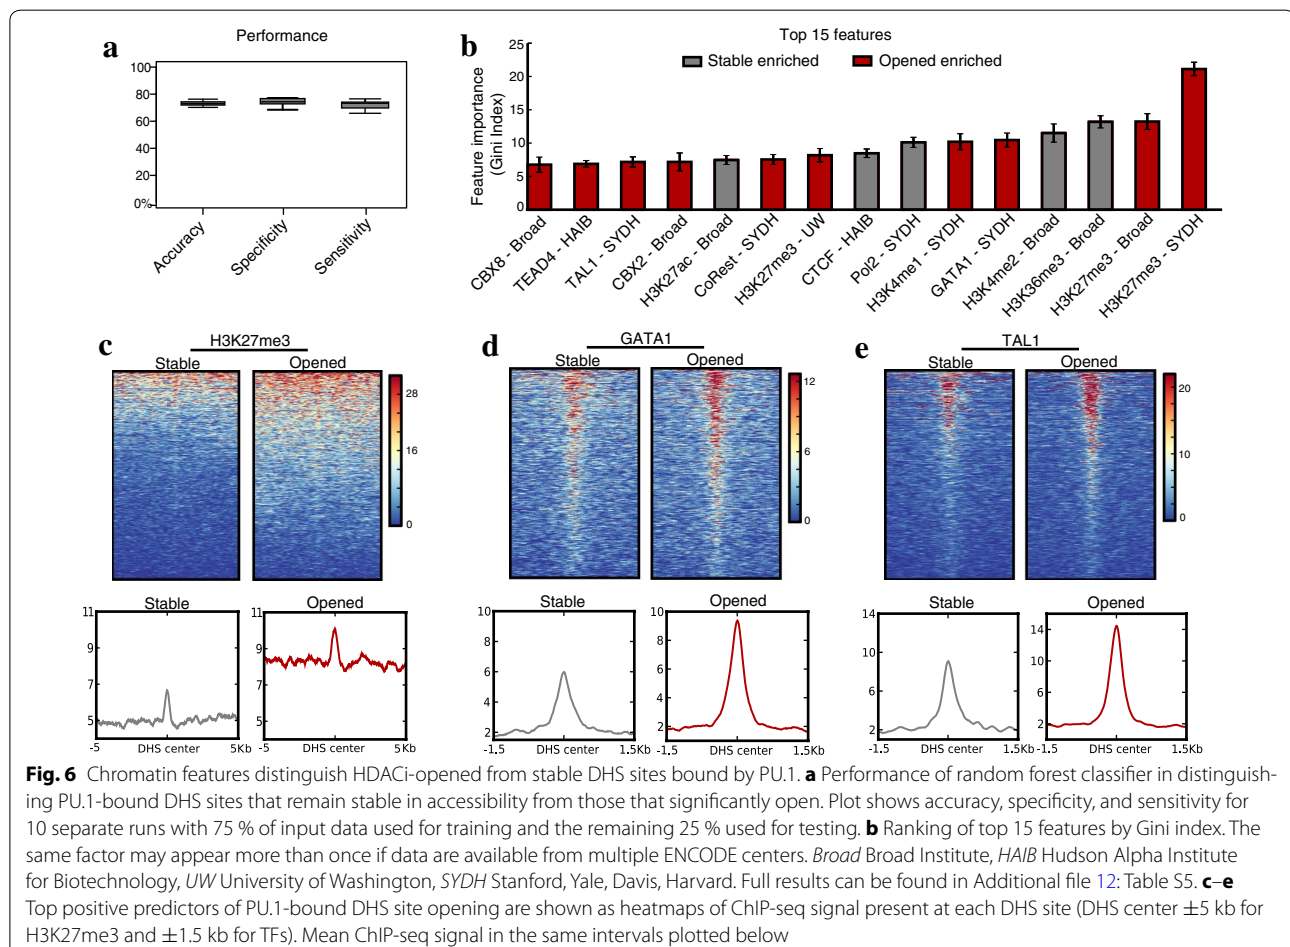 a
Performance
100
80
60
40
20
0%
Accuracy
Specificity
Sensitivity
b
Top 15 features
Stable enriched
Opened enriched
Feature importance
(Gini Index)
25
20
15
10
5
0
CBX8 - Broad
TEAD4 - HAIB
TAL1 - SYDH
CBX2 - Broad
H3K27ac - Broad
CoRest - SYDH
H3K27me3 - UW
CTCF - HAIB
Pol2 - SYDH
H3K4me1 - SYDH
GATA1 - SYDH
H3K4me2 - Broad
H3K36me3 - Broad
H3K27me3 - Broad
H3K27me3 - SYDH
c
H3K27me3
Stable
Opened
28
16
0
Stable
11
9
7
5
-5
DHS center
5Kb
Opened
11
9
7
5
-5
DHS center
5Kb
d
GATA1
Stable
Opened
12
6
0
Stable
10
8
6
4
2
-1.5
DHS center
1.5Kb
Opened
10
8
6
4
2
-1.5
DHS center
1.5Kb
e
TAL1
Stable
Opened
20
10
0
Stable
14
10
6
2
-1.5
DHS center
1.5Kb
Opened
14
10
6
2
-1.5
DHS center
1.5Kb
Fig. 6 Chromatin features distinguish HDACi-opened from stable DHS sites bound by PU.1. a Performance of random forest classifier in distinguish-
ing PU.1-bound DHS sites that remain stable in accessibility from those that significantly open. Plot shows accuracy, specificity, and sensitivity for
10 separate runs with 75 % of input data used for training and the remaining 25 % used for testing. b Ranking of top 15 features by Gini index. The
same factor may appear more than once if data are available from multiple ENCODE centers. Broad Broad Institute, HAIB Hudson Alpha Institute
for Biotechnology, UW University of Washington, SYDH Stanford, Yale, Davis, Harvard. Full results can be found in Additional file 12: Table S5. c–e
Top positive predictors of PU.1-bound DHS site opening are shown as heatmaps of ChIP-seq signal present at each DHS site (DHS center ±5 kb for
H3K27me3 and ±1.5 kb for TFs). Mean ChIP-seq signal in the same intervals plotted below